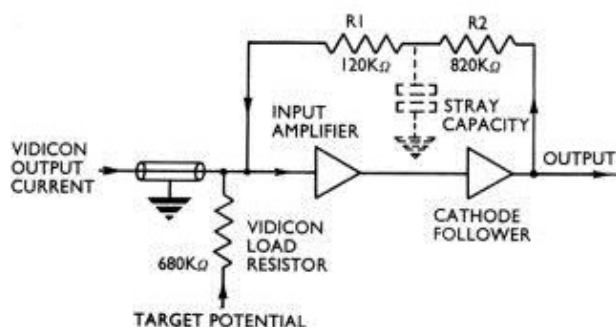 R1
R2
120KΩ
820KΩ
INPUT
AMPLIFIER
STRAY
CAPACITY
VIDICON
OUTPUT
CURRENT
OUTPUT
VIDICON
LOAD
RESISTOR
CATHODE
FOLLOWER
680KΩ
TARGET POTENTIAL